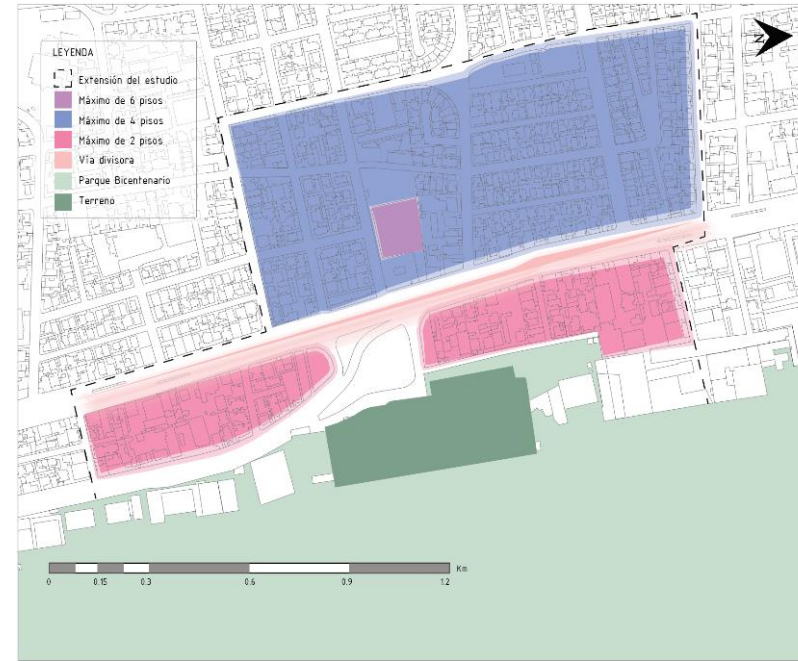 LEYENDA
Extensión del estudio
Máximo de 6 pisos
Máximo de 4 pisos
Máximo de 2 pisos
Vía divisora
Parque Bicentenario
Terreno
N
Km
0 0.15 0.3 0.6 0.9 1.2